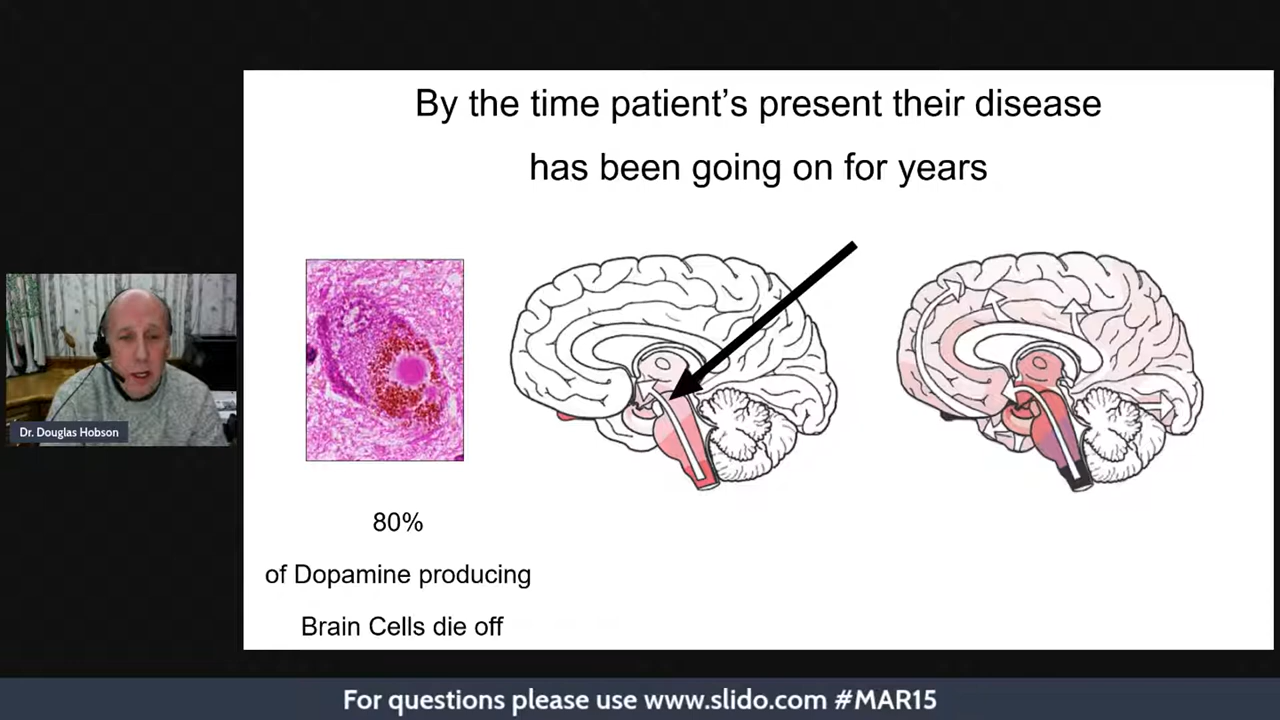 By the time patient's present their disease
has been going on for years
Dr. Douglas Hobson
80%
of Dopamine producing
Brain Cells die off
For questions please use www.slido.com #MAR15